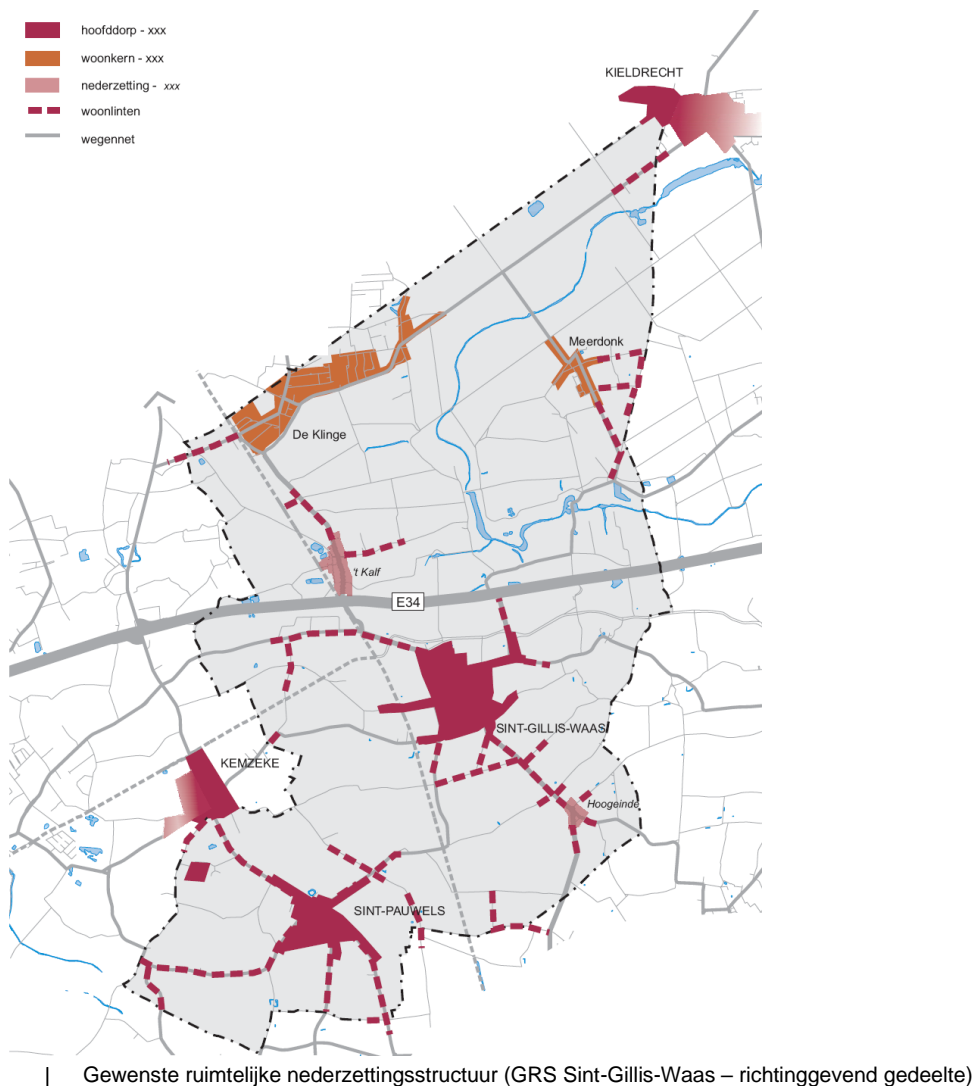 hoofddorp - xxx
woonkern - xxx
nederzetting - xxx
woonlinten
wegennet
KIELDRECHT
Meerdonk
De Klinge
't Kalf
E34
SINT-GILLIS-WAAS
KEMZEKE
Hoogeinde
SINT-PAUWELS
| Gewenste ruimtelijke nederzettingsstructuur (GRS Sint-Gillis-Waas – richtinggevend gedeelte)